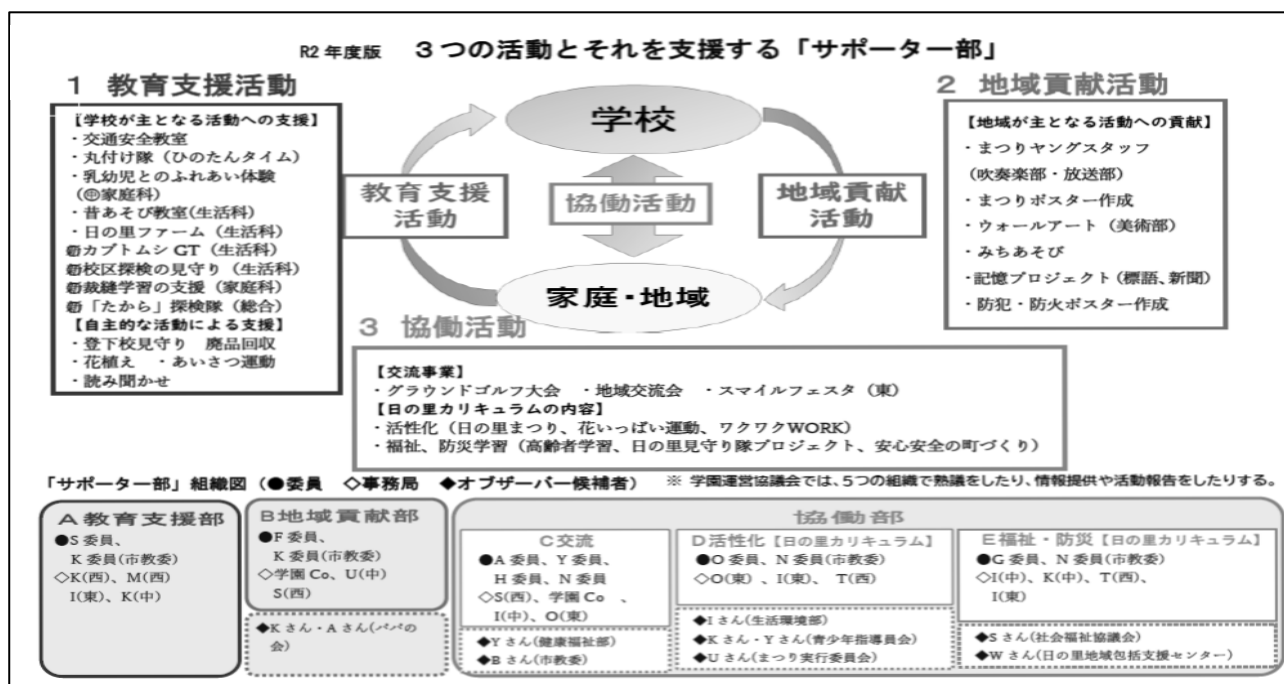 R2年度版　３つの活動とそれを支援する「サポーター部」
１ 教育支援活動
【学校が主となる活動への支援】
・交通安全教室
・丸付け隊（ひのたんタイム）
・乳幼児とのふれあい体験
（㊥家庭科）
・昔あそび教室(生活科)
・日の里ファーム（生活科）
新カブトムシ GT（生活科）
新校区探検の見守り（生活科）
新裁縫学習の支援（家庭科）
新「たから」探検隊（総合）
【自主的な活動による支援】
・登下校見守り　廃品回収
・花植え　・あいさつ運動
・読み聞かせ
学校
教育支援
活動
協働活動
地域貢献
活動
家庭・地域
２ 地域貢献活動
【地域が主となる活動への貢献】
・まつりヤングスタッフ
（吹奏楽部・放送部）
・まつりポスター作成
・ウォールアート（美術部）
・みちあそび
・記憶プロジェクト（標語、新聞）
・防犯・防火ポスター作成
３ 協働活動
【交流事業】
・グラウンドゴルフ大会　・地域交流会　・スマイルフェスタ（東）
【日の里カリキュラムの内容】
・活性化（日の里まつり、花いっぱい運動、ワクワクWORK）
・福祉、防災学習（高齢者学習、日の里見守り隊プロジェクト、安心安全の町づくり）
「サポーター部」組織図（●委員　◇事務局　◆オブザーバー候補者）　※ 学園運営協議会では、５つの組織で熟議をしたり、情報提供や活動報告をしたりする。
A 教育支援部
●S 委員、
K 委員(市教委)
◇K(西)、M(西)
I(東)、K(中)
B 地域貢献部
●F 委員、
K 委員(市教委)
◇学園 Co、U(中)
S(西)
◆K さん・A さん(パパの
会)
協働部
C 交流
●A 委員、Y 委員、
H 委員、N 委員
◇S(西)、学園 Co 、
I(中)、O(東)
◆Y さん(健康福祉部)
◆B さん(市教委)
D 活性化【日の里カリキュラム】
●O 委員、N 委員(市教委)
◇O(東)、I(東)、T(西)
◆I さん(生活環境部)
◆K さん・Y さん(青少年指導員会)
◆U さん(まつり実行委員会)
E 福祉・防災【日の里カリキュラム】
●G 委員、N 委員(市教委)
◇I(中)、K(中)、T(西)、
I(東)
◆S さん(社会福祉協議会)
◆W さん(日の里地域包括支援センター)